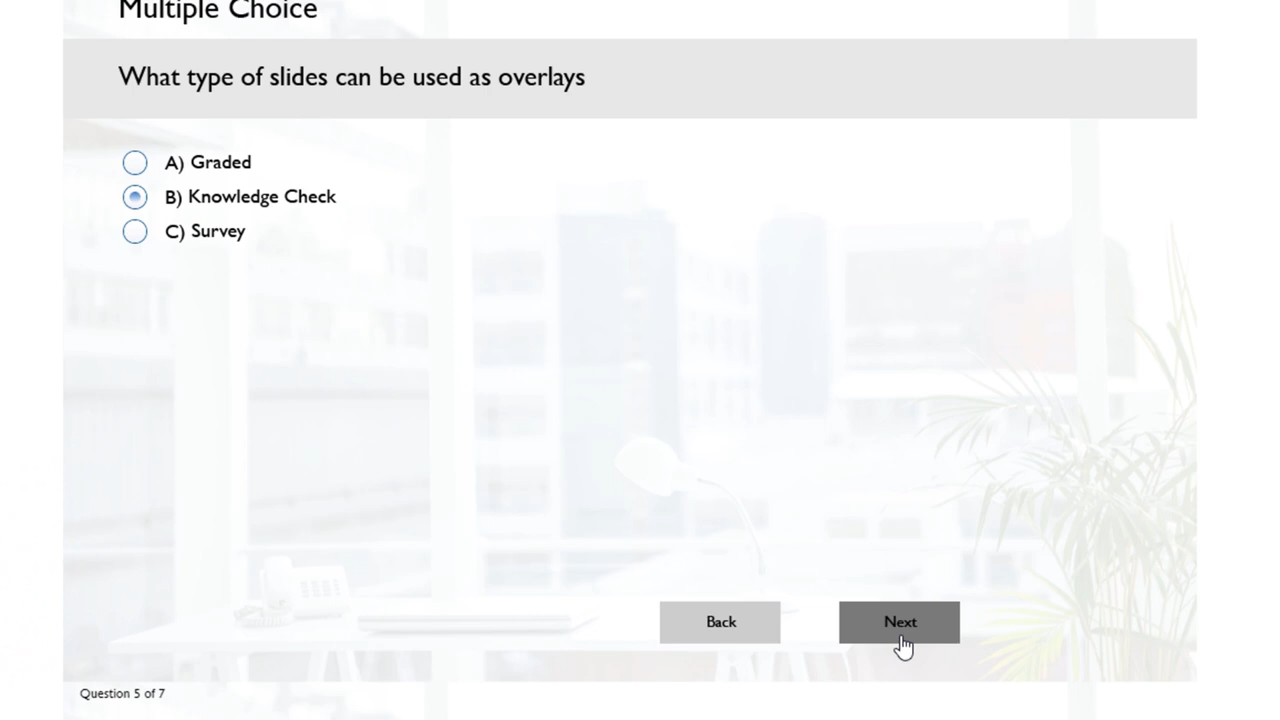 Multiple Choice
What type of slides can be used as overlays
A) Graded
B) Knowledge Check
C) Survey
Back
Next
Question 5 of 7